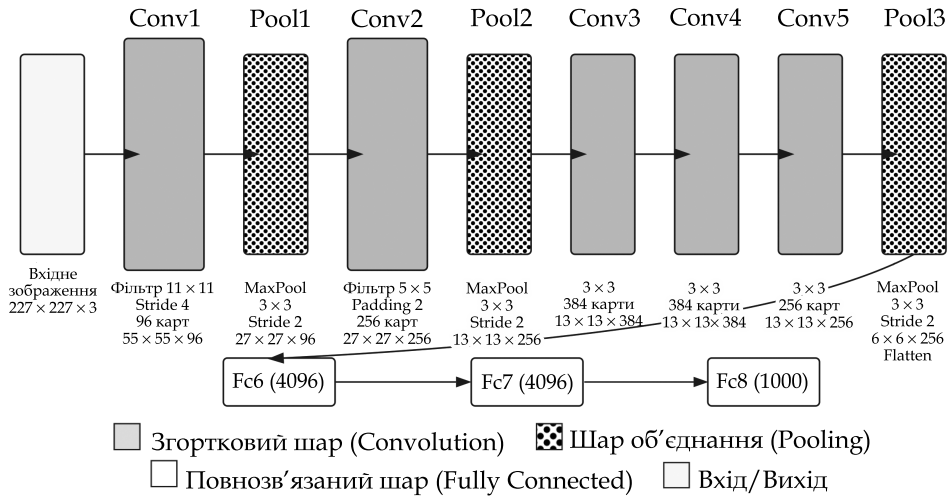 Conv1 Pool1 Conv2 Pool2 Conv3 Conv4 Conv5 Pool3
Вхідне
зображення
227 × 227 × 3
Фільтр 11 × 11
Stride 4
96 карт
55 × 55 × 96
MaxPool
3 × 3
Stride 2
27 × 27 × 96
Фільтр 5 × 5
Padding 2
256 карт
27 × 27 × 256
MaxPool
3 × 3
Stride 2
13 × 13 × 256
3 × 3
384 карти
13 × 13 × 384
3 × 3
384 карти
13 × 13 × 384
3 × 3
256 карт
13 × 13 × 256
MaxPool
3 × 3
Stride 2
6 × 6 × 256
Flatten
Fc6 (4096) Fc7 (4096) Fc8 (1000)
Згортковий шар (Convolution) Шар об’єднання (Pooling)
Повнозв’язаний шар (Fully Connected) Вхід/Вихід